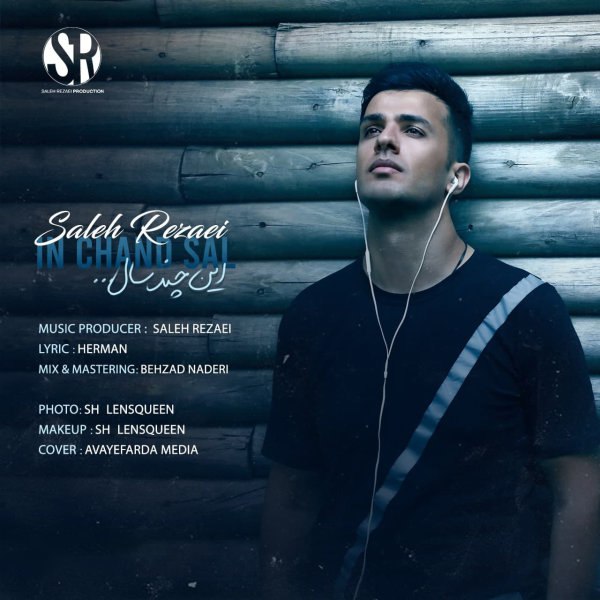 SR
SALEH REZAEI PRODUCTION
Saleh Rezaei
IN CHAND SAL
این چند سال..
MUSIC PRODUCER : SALEH REZAEI
LYRIC : HERMAN
MIX & MASTERING: BEHZAD NADERI
PHOTO: SH LENSQUEEN
MAKEUP : SH LENSQUEEN
COVER : AVAYEFARDA MEDIA